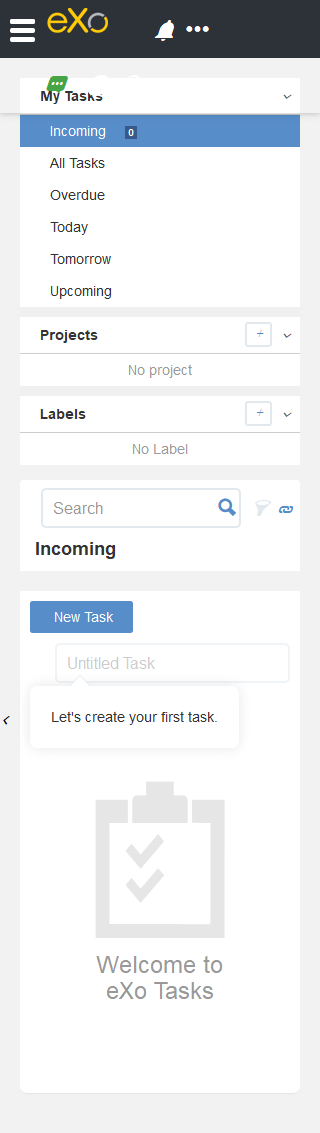 eXo
My Tasks
Incoming 0
All Tasks
Overdue
Today
Tomorrow
Upcoming
Projects
No project
Labels
No Label
Search
Incoming
New Task
Untitled Task
Let's create your first task.
Welcome to
eXo Tasks